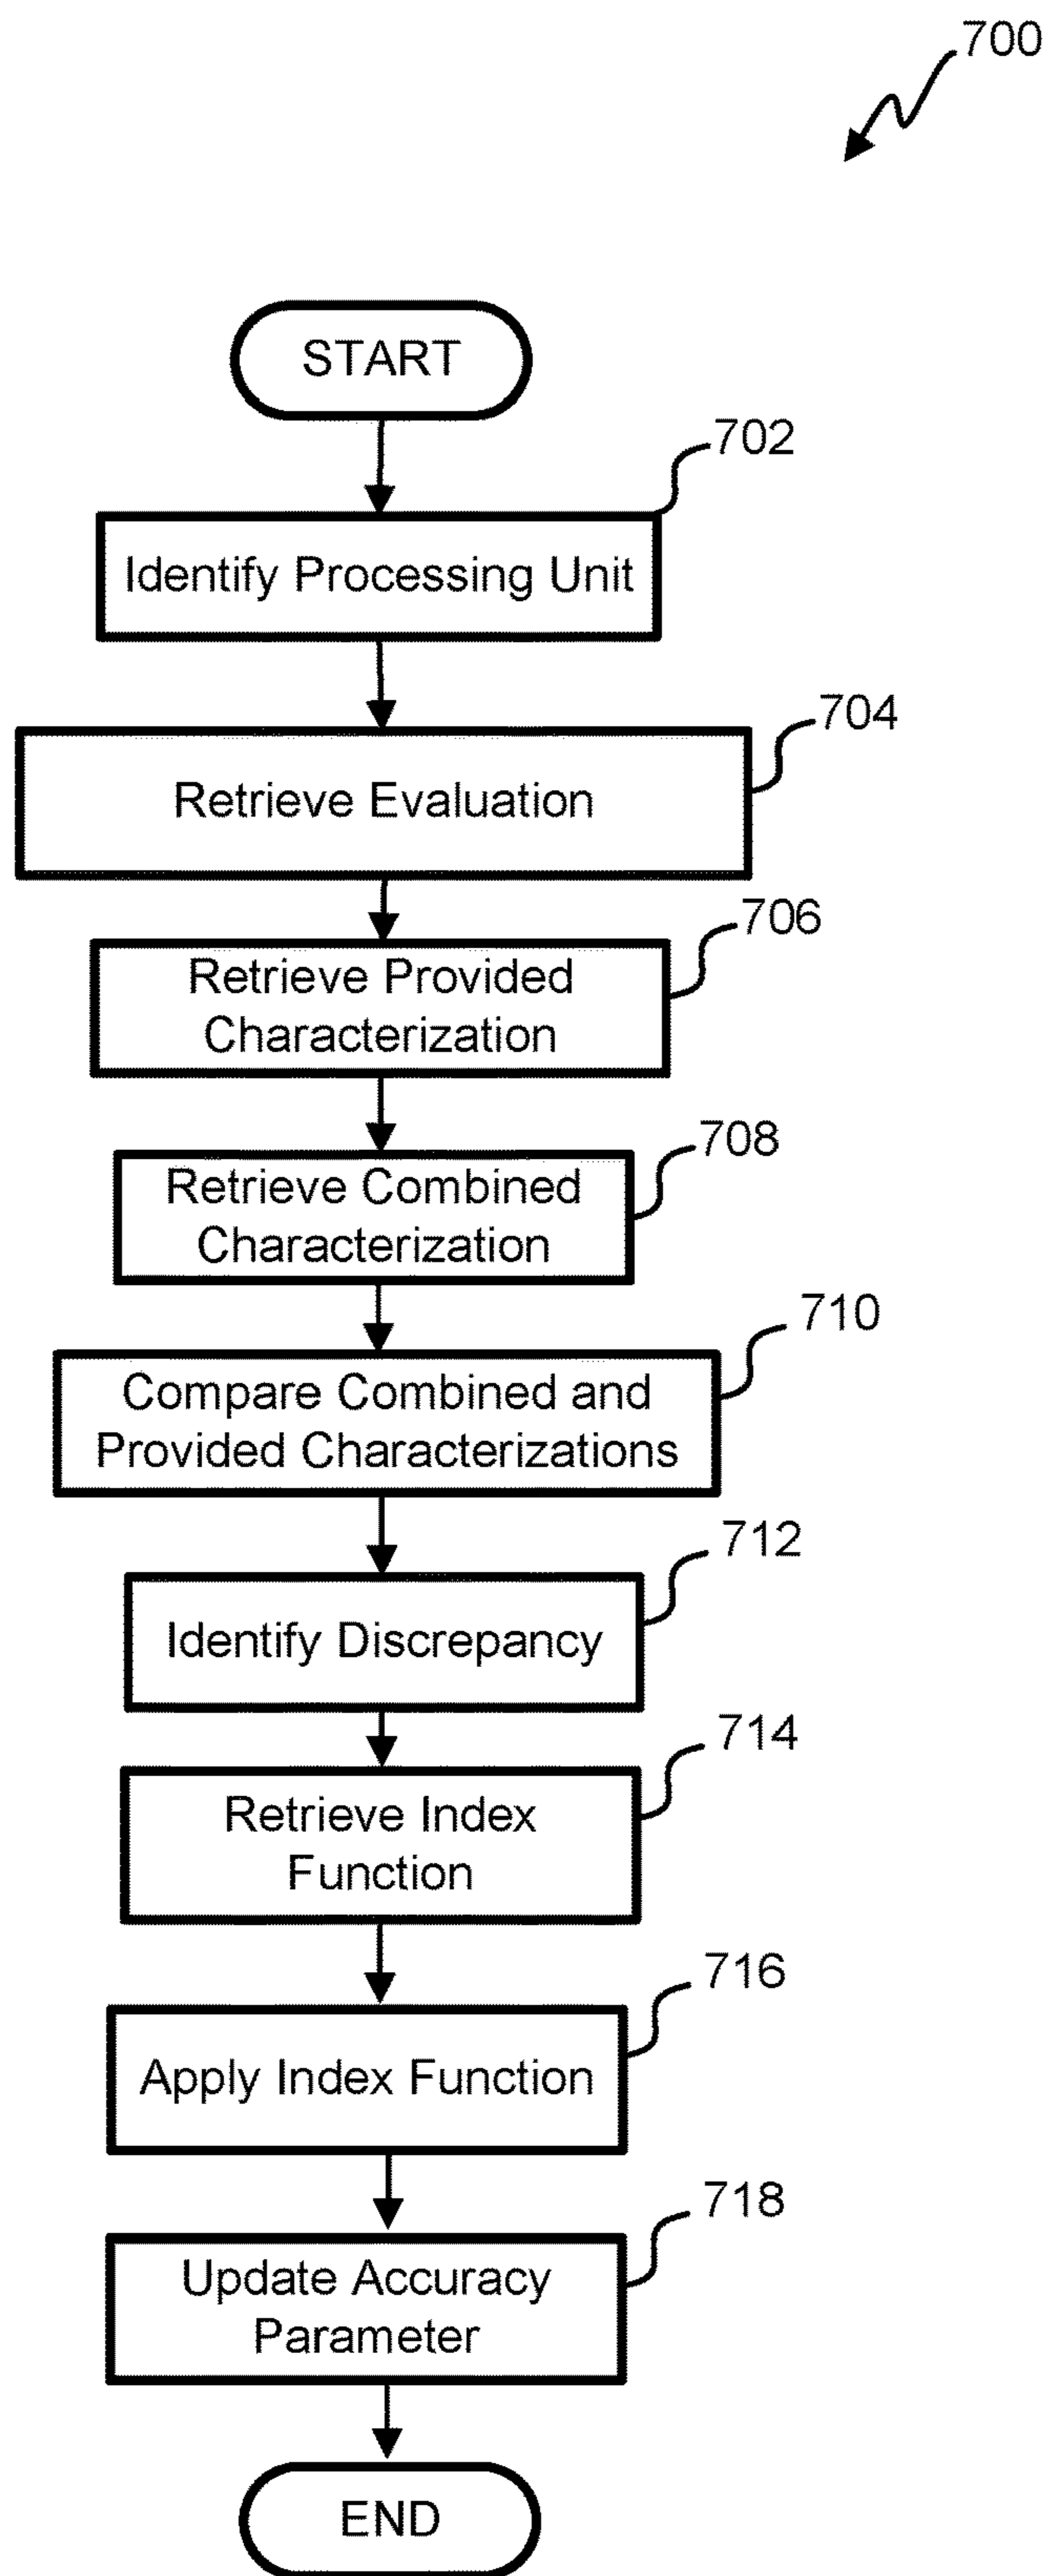 700
START
702
Identify Processing Unit
704
Retrieve Evaluation
706
Retrieve Provided
Characterization
708
Retrieve Combined
Characterization
710
Compare Combined and
Provided Characterizations
712
Identify Discrepancy
714
Retrieve Index
Function
716
Apply Index Function
718
Update Accuracy
Parameter
END